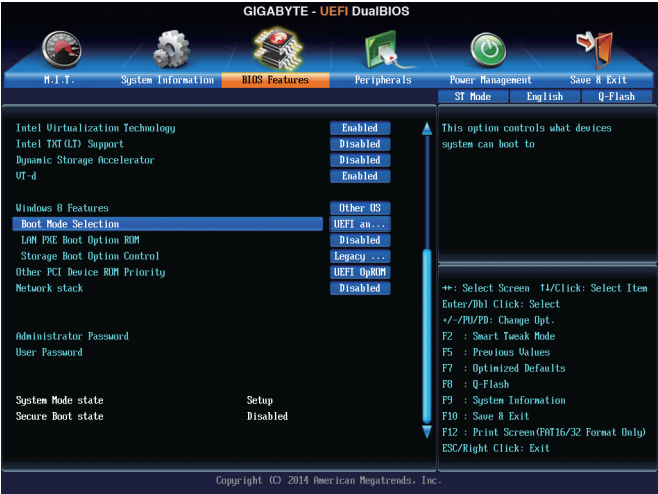 GIGABYTE - UEFI DualBIOS
M.I.T. System Information BIOS Features Peripherals Power Management Save & Exit
ST Mode English Q-Flash
Intel Virtualization Technology Enabled
Intel TXT(LT) Support Disabled
Dynamic Storage Accelerator Disabled
VT-d Enabled
Windows 8 Features Other OS
Boot Mode Selection UEFI an...
LAN PXE Boot Option ROM Disabled
Storage Boot Option Control Legacy ...
Other PCI Device ROM Priority UEFI OpROM
Network stack Disabled
Administrator Password
User Password
System Mode state Setup
Secure Boot state Disabled
This option controls what devices
system can boot to
↔: Select Screen ↑↓/Click: Select Item
Enter/Dbl Click: Select
+/-/PU/PD: Change Opt.
F2 : Smart Tweak Mode
F5 : Previous Values
F7 : Optimized Defaults
F8 : Q-Flash
F9 : System Information
F10 : Save & Exit
F12 : Print Screen(FAT16/32 Format Only)
ESC/Right Click: Exit
Copyright (C) 2014 American Megatrends, Inc.